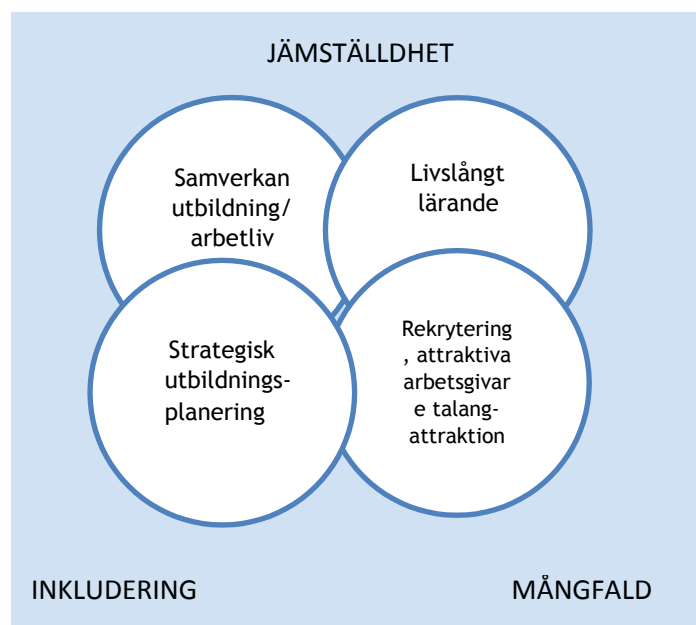 JÄMSTÄLLDHET
Samverkan
utbildning/
arbetliv
Livslångt
lärande
Strategisk
utbildnings-
planering
Rekrytering
, attraktiva
arbetsgivar
e talang-
attraktion
INKLUDERING
MÅNGFALD